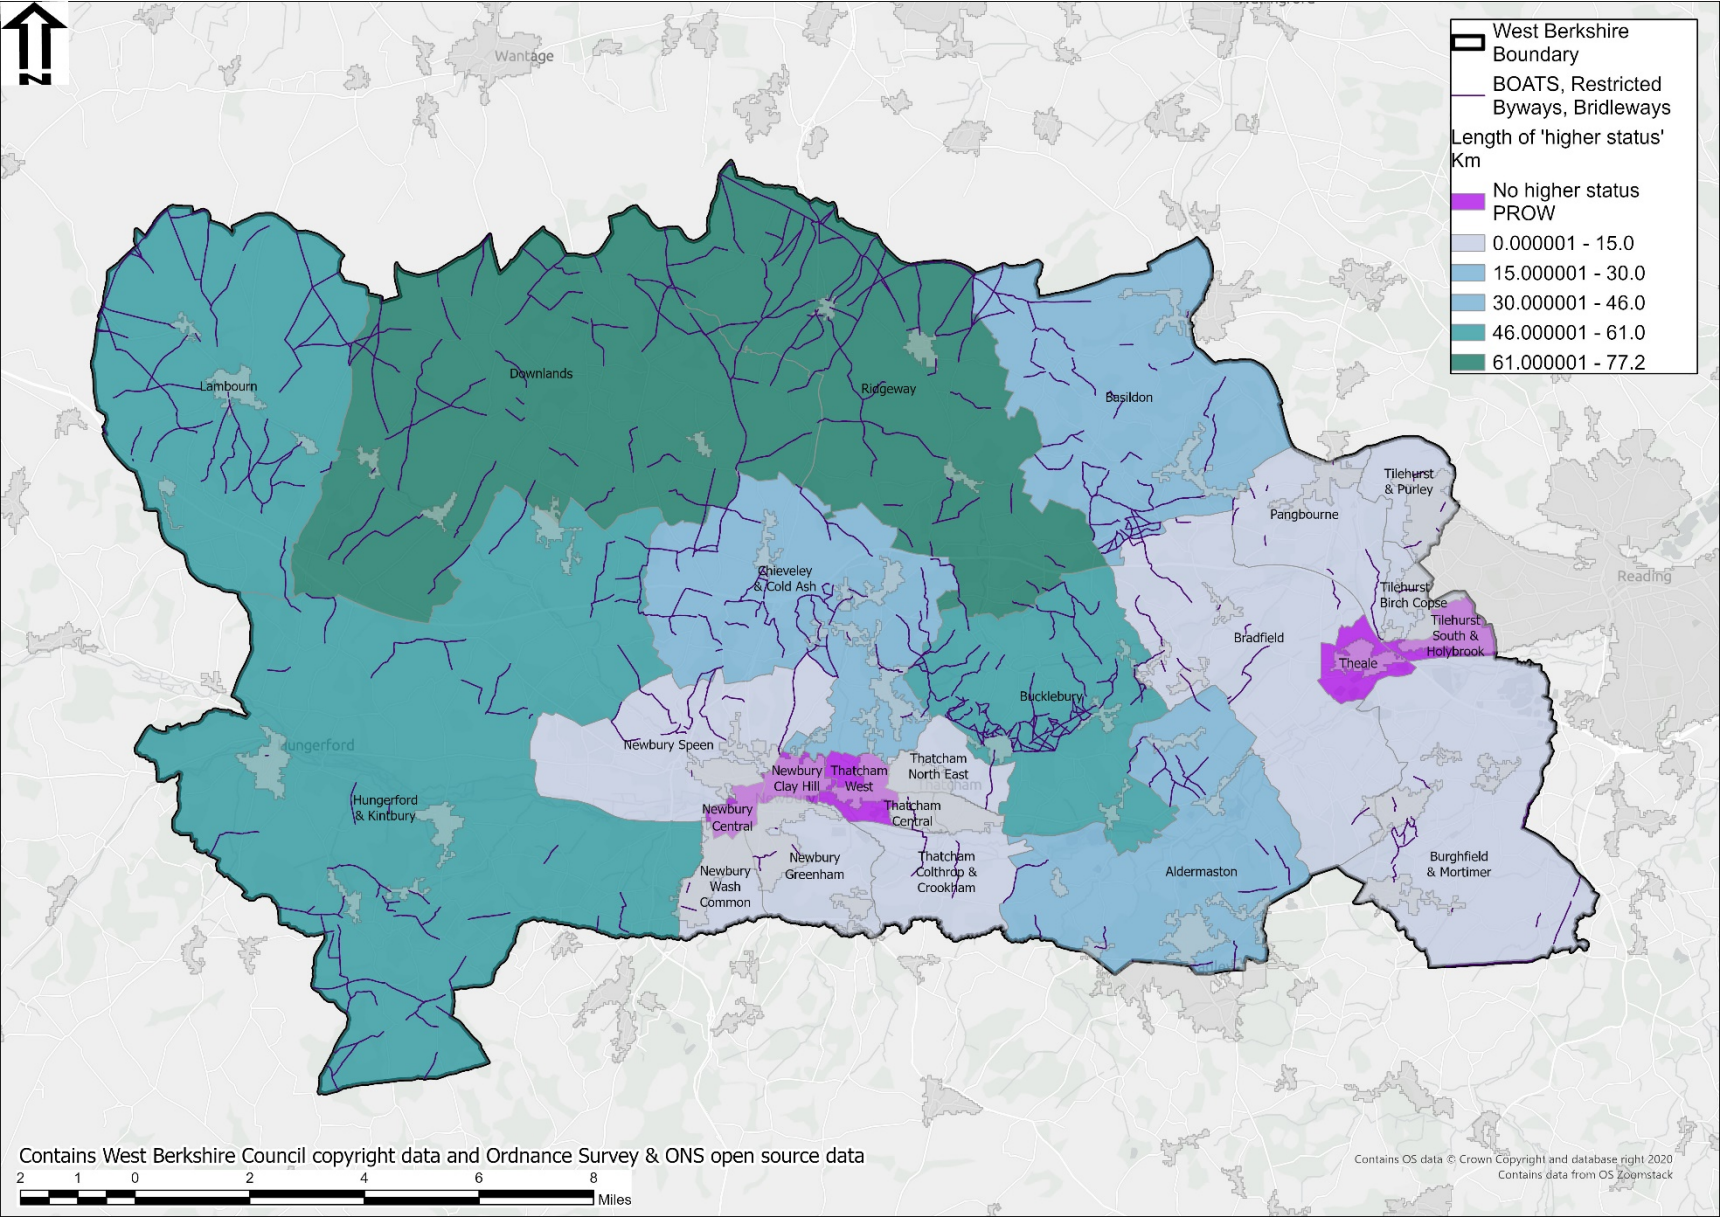 N
Wantage
West Berkshire
Boundary
BOATS, Restricted
Byways, Bridleways
Length of 'higher status'
Km
No higher status
PROW
0.000001 - 15.0
15.000001 - 30.0
30.000001 - 46.0
46.000001 - 61.0
61.000001 - 77.2
Lambourn
Downlands
Ridgeway
Basildon
Tilehurst
& Purley
Pangbourne
Chieveley
& Cold Ash
Reading
Tilehurst
Birch Copse
Tilehurst
South &
Holybrook
Bradfield
Theale
Bucklebury
Newbury Speen
Hungerford
Newbury
Clay Hill
Thatcham
West
Thatcham
North East
Thatcham
Hungerford
& Kintbury
Newbury
Central
Thatcham
Central
Newbury
Wash
Common
Newbury
Greenham
Thatcham
Colthrop &
Crookham
Aldermaston
Burghfield
& Mortimer
Contains West Berkshire Council copyright data and Ordnance Survey & ONS open source data
2 1 0 2 4 6 8
Miles
Contains OS data © Crown Copyright and database right 2020
Contains data from OS Zoomstack